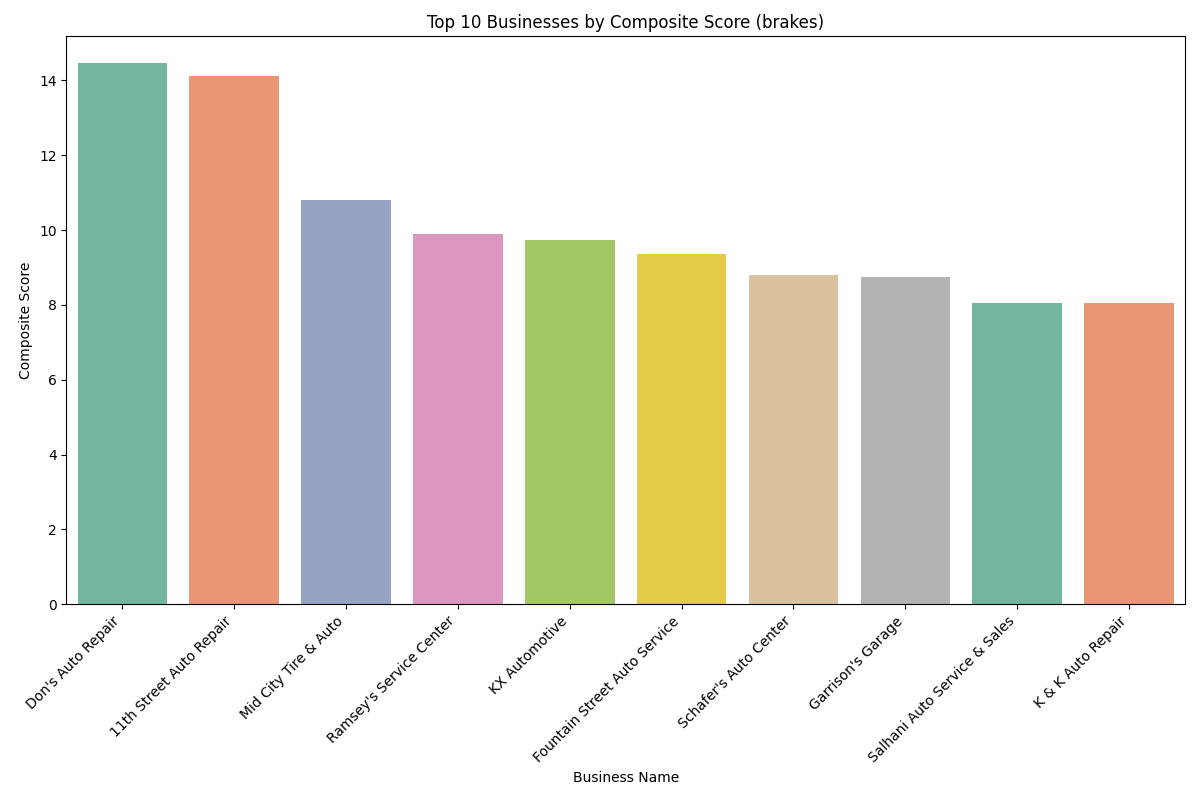 Top 10 Businesses by Composite Score (brakes)
Composite Score
14
12
10
8
6
4
2
0
Don's Auto Repair
11th Street Auto Repair
Mid City Tire & Auto
Ramsey's Service Center
KX Automotive
Fountain Street Auto Service
Schafer's Auto Center
Garrison's Garage
Salhani Auto Service & Sales
K & K Auto Repair
Business Name